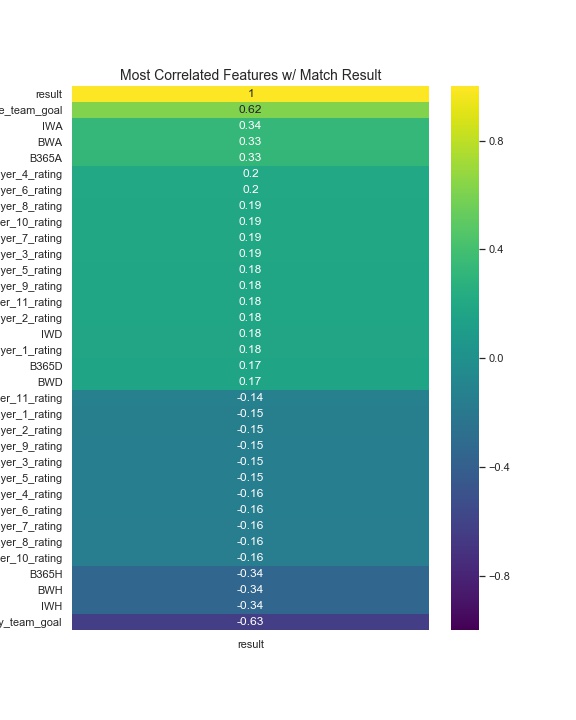 Most Correlated Features w/ Match Result
result 1
e_team_goal 0.62
IWA 0.34
BWA 0.33
B365A 0.33
yer_4_rating 0.2
yer_6_rating 0.2
yer_8_rating 0.19
er_10_rating 0.19
yer_7_rating 0.19
yer_3_rating 0.19
yer_5_rating 0.18
yer_9_rating 0.18
er_11_rating 0.18
yer_2_rating 0.18
IWD 0.18
yer_1_rating 0.18
B365D 0.17
BWD 0.17
er_11_rating -0.14
yer_1_rating -0.15
yer_2_rating -0.15
yer_9_rating -0.15
yer_3_rating -0.15
yer_5_rating -0.15
yer_4_rating -0.16
yer_6_rating -0.16
yer_7_rating -0.16
yer_8_rating -0.16
er_10_rating -0.16
B365H -0.34
BWH -0.34
IWH -0.34
y_team_goal -0.63
result
0.8
0.4
0.0
−0.4
−0.8